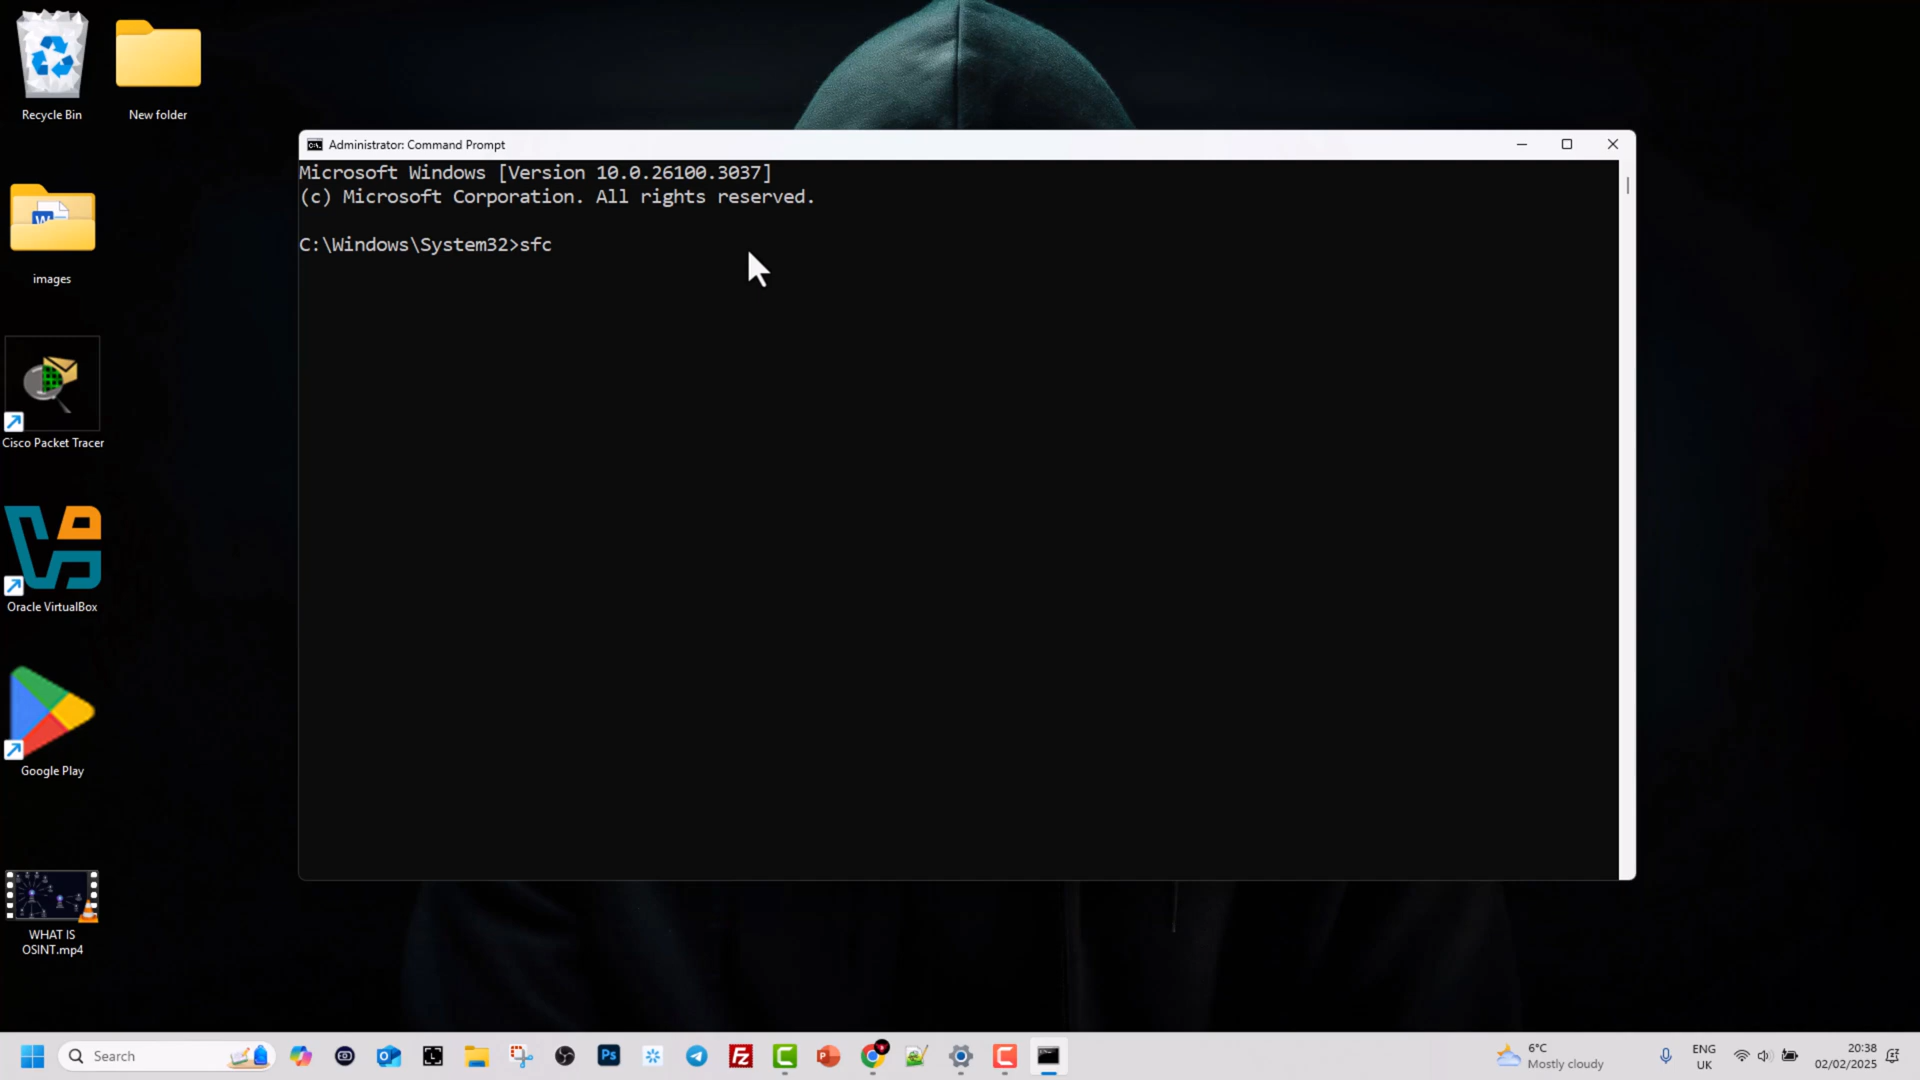 Recycle Bin
New folder
images
Cisco Packet Tracer
Oracle VirtualBox
Google Play
WHAT IS
OSINT.mp4
Administrator: Command Prompt
Microsoft Windows [Version 10.0.26100.3037]
(c) Microsoft Corporation. All rights reserved.
C:\Windows\System32>sfc
Search
6°C
Mostly cloudy
ENG
UK
20:38
02/02/2025